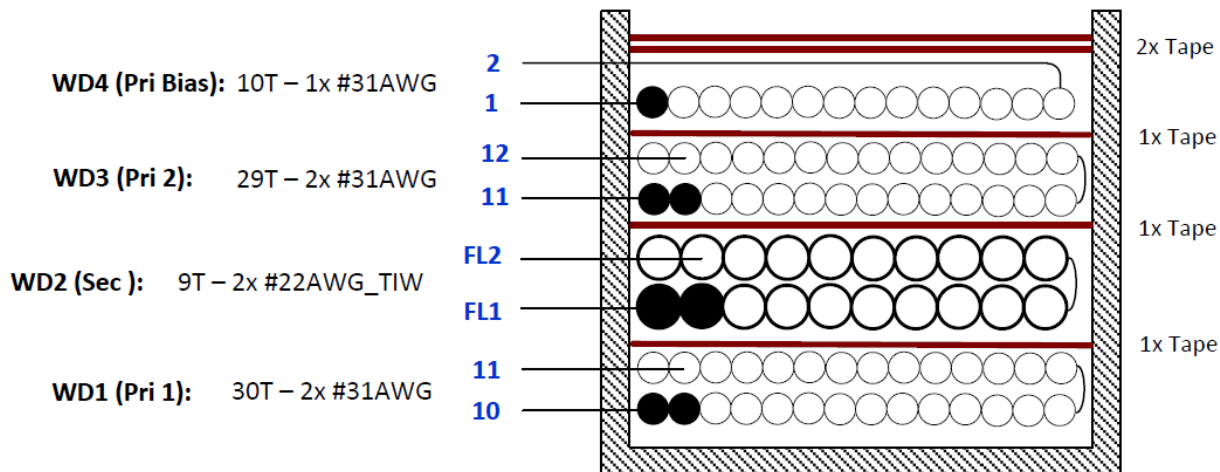 2x Tape
2
WD4 (Pri Bias): 10T – 1x #31AWG
1
1x Tape
12
WD3 (Pri 2): 29T – 2x #31AWG
11
1x Tape
FL2
WD2 (Sec ): 9T – 2x #22AWG_TIW
FL1
1x Tape
11
WD1 (Pri 1): 30T – 2x #31AWG
10